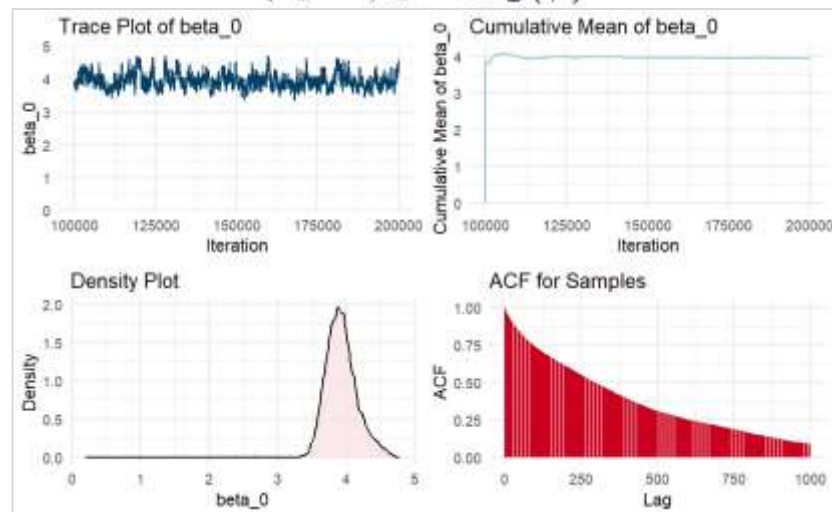 Trace Plot of beta_0
5
4
3
2
1
0
beta_0
100000 125000 150000 175000 200000
Iteration
Cumulative Mean of beta_0
4
3
2
1
0
Cumulative Mean of beta_0
100000 125000 150000 175000 200000
Iteration
Density Plot
2.0
1.5
1.0
0.5
0.0
Density
0 1 2 3 4 5
beta_0
ACF for Samples
1.00
0.75
0.50
0.25
0.00
ACF
0 250 500 750 1000
Lag